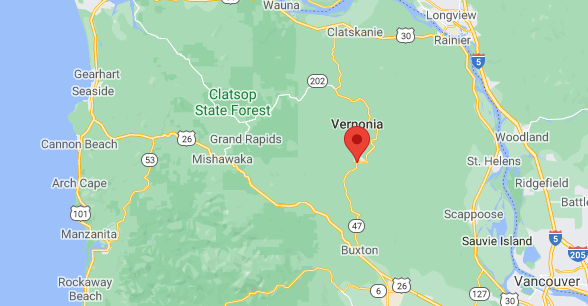 Wauna
Longview
Clatskanie
30
Rainier
5
Gearhart
Seaside
202
Clatsop
State Forest
Vernonia
26
Grand Rapids
Woodland
Cannon Beach
53
Mishawaka
St. Helens
Arch Cape
Ridgefield
Battle
101
Scappoose
47
Manzanita
Sauvie Island
5
Buxton
205
Rockaway
Beach
6
26
127
Vancouver